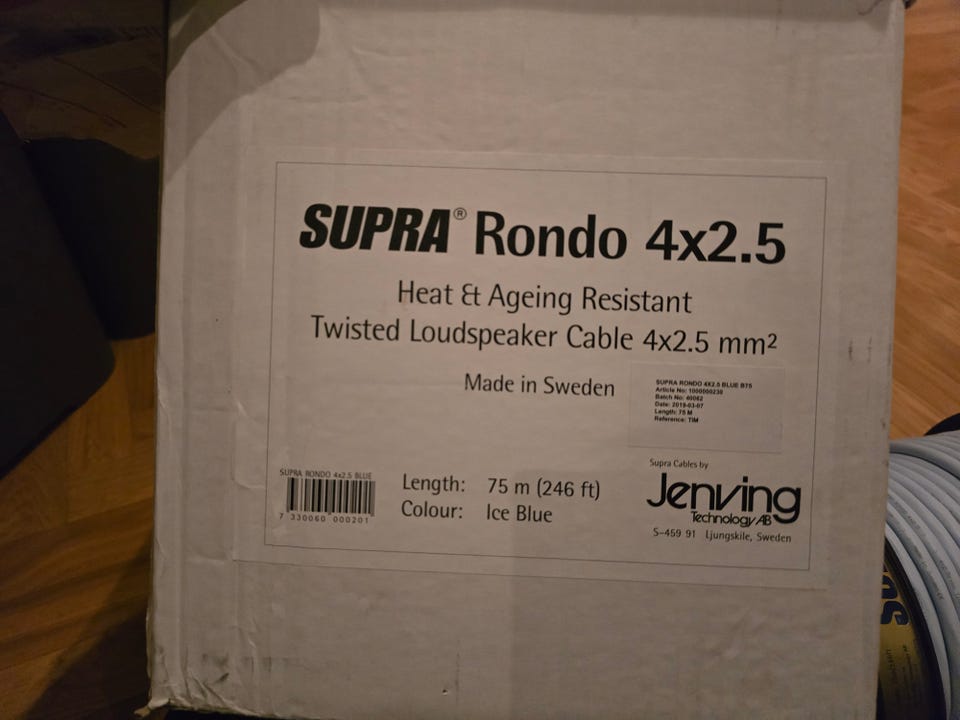 SUPRA® Rondo 4x2.5
Heat & Ageing Resistant
Twisted Loudspeaker Cable 4x2.5 mm²
Made in Sweden
SUPRA RONDO 4X2.5 BLUE B75
Article No: 1000000230
Batch No: 40062
Date: 2019-03-07
Length: 75 M
Reference: TIM
SUPRA RONDO 4x2.5 BLUE
7 330060 000201
Length: 75 m (246 ft)
Colour: Ice Blue
Supra Cables by
Jenving
Technology AB
S-459 91 Ljungskile, Sweden